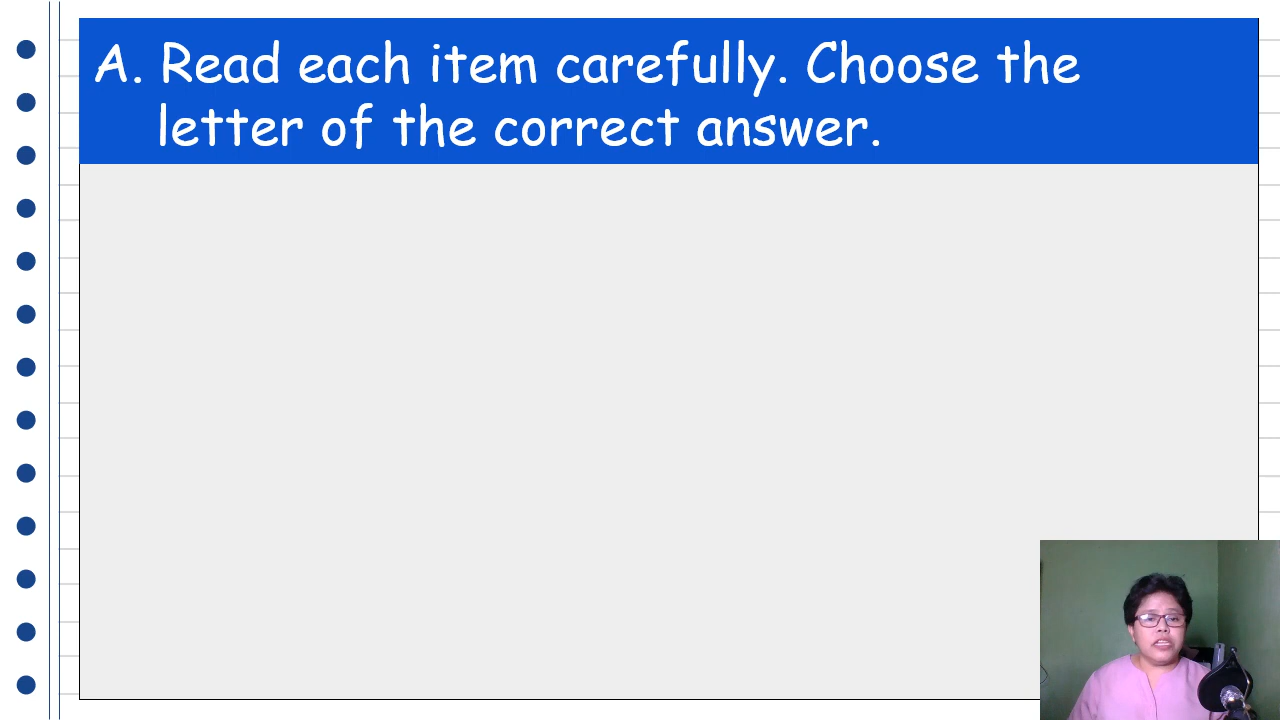 A. Read each item carefully. Choose the
letter of the correct answer.